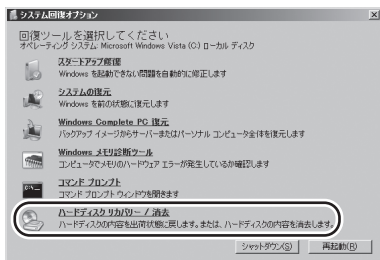 システム回復オプション
回復ツールを選択してください
オペレーティング システム: Microsoft Windows Vista (C:) ローカル ディスク
スタートアップ修復
Windows を起動できない問題を自動的に修正します
システムの復元
Windows を前の状態に復元します
Windows Complete PC 復元
バックアップ イメージからサーバーまたはパーソナル コンピュータ全体を復元します
Windows メモリ診断ツール
コンピュータでメモリのハードウェア エラーが発生しているか確認します
コマンド プロンプト
コマンド プロンプト ウィンドウを開きます
ハードディスク リカバリー / 消去
ハードディスクの内容を出荷状態に戻します。または、ハードディスクの内容を消去します。
シャットダウン(S)
再起動(R)